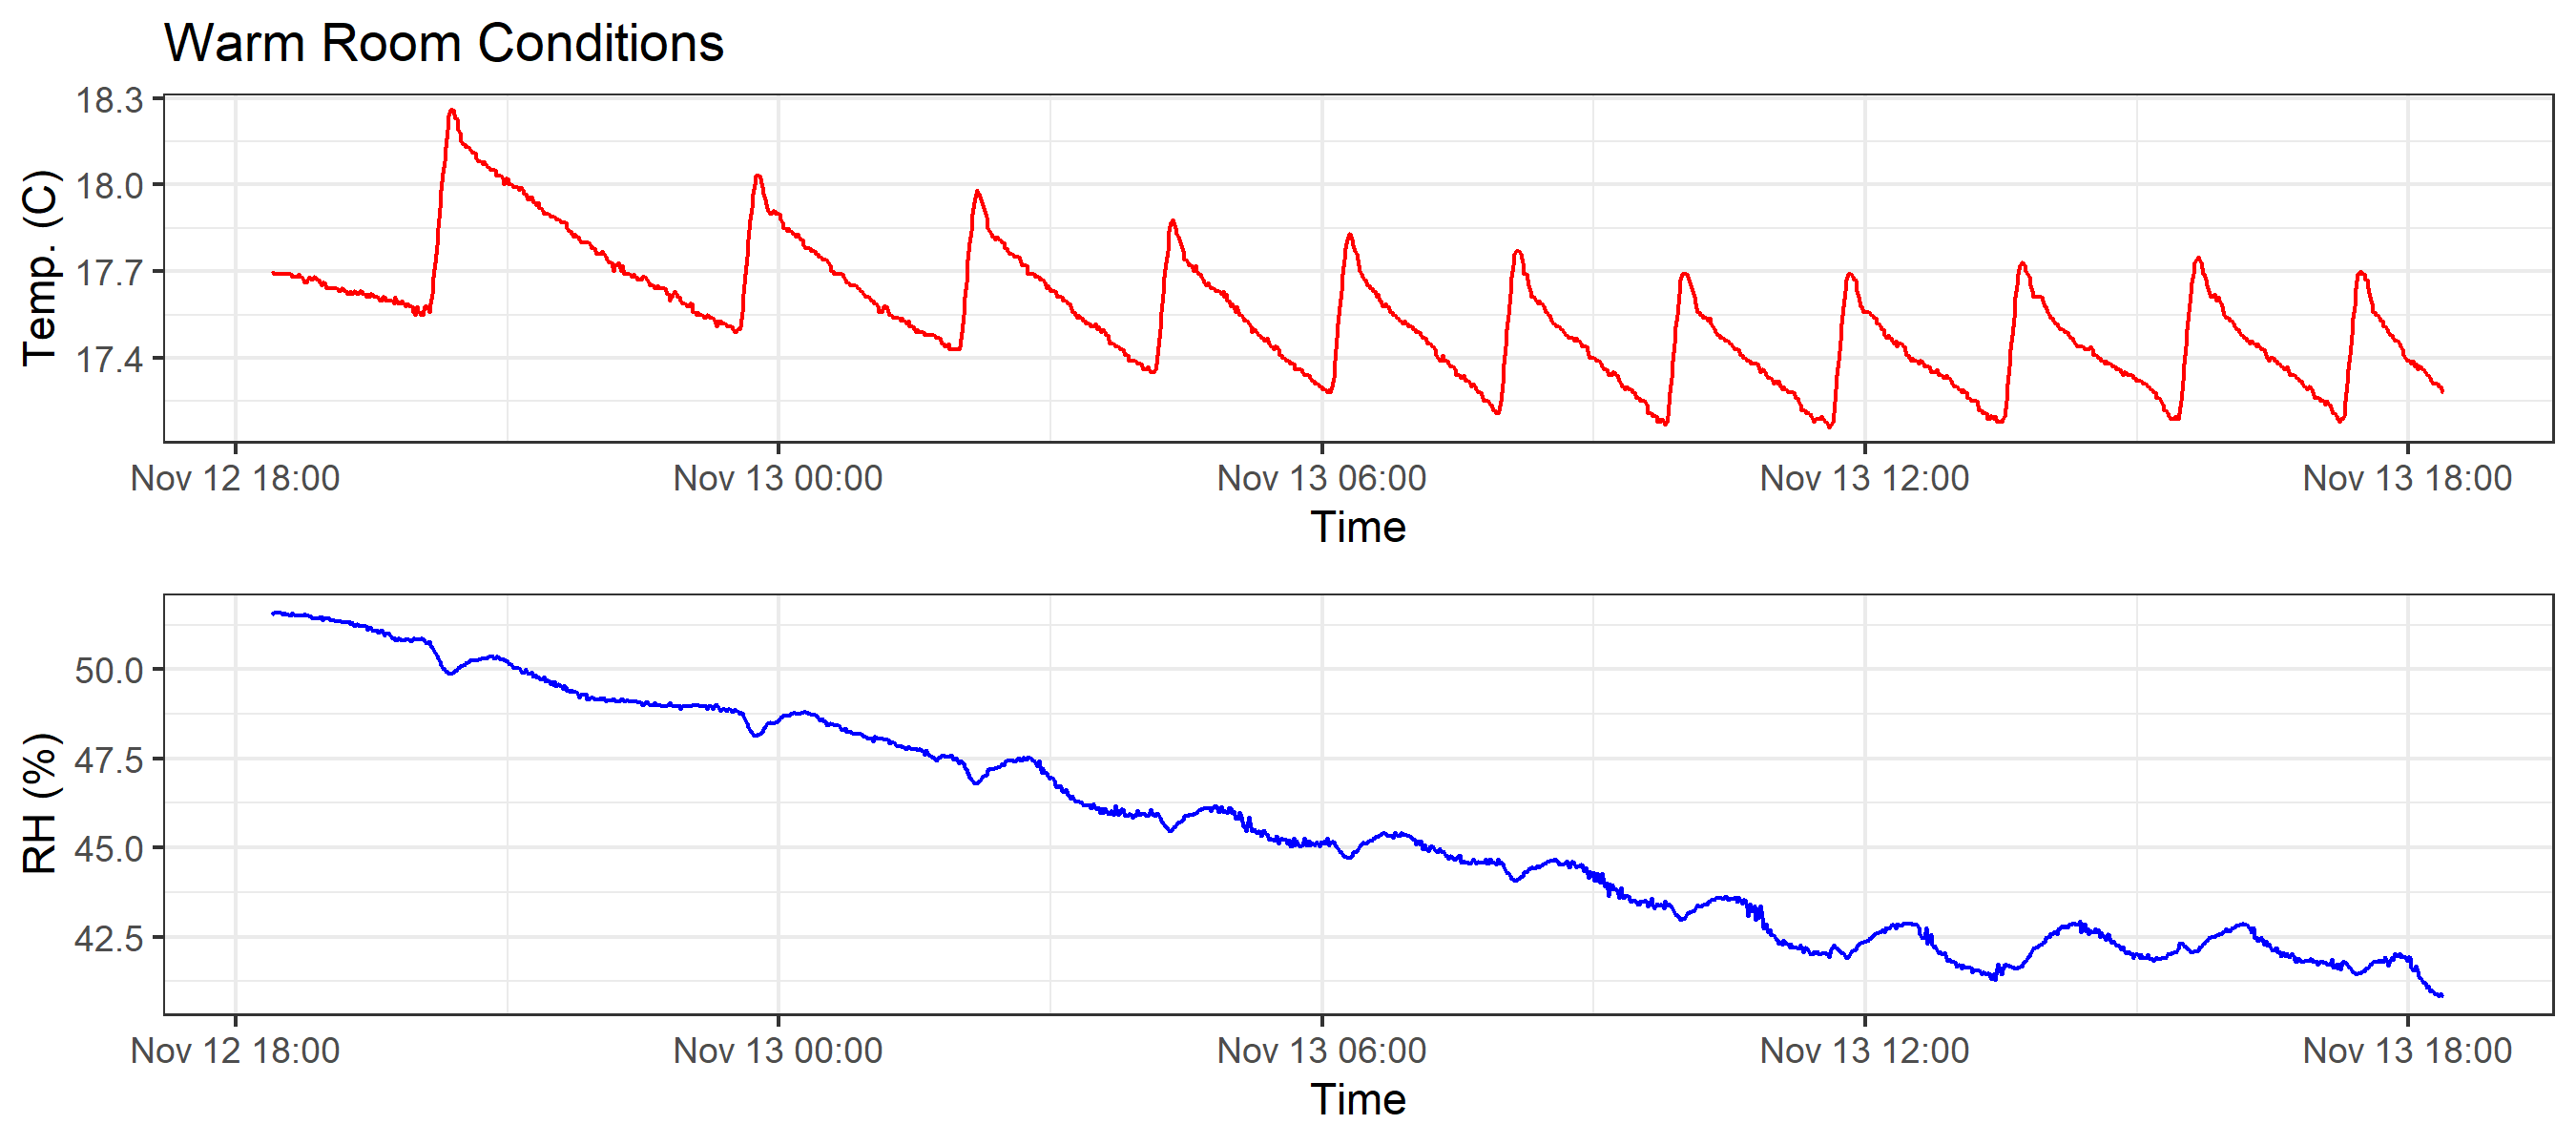 Warm Room Conditions
Temp. (C)
18.3
18.0
17.7
17.4
Nov 12 18:00 Nov 13 00:00 Nov 13 06:00 Nov 13 12:00 Nov 13 18:00
Time
RH (%)
50.0
47.5
45.0
42.5
Nov 12 18:00 Nov 13 00:00 Nov 13 06:00 Nov 13 12:00 Nov 13 18:00
Time